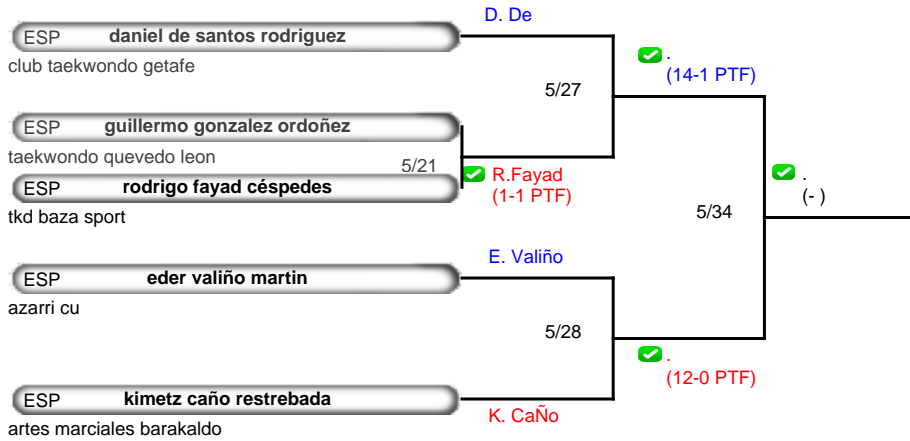 D. De
ESP daniel de santos rodriguez
club taekwondo getafe
.
(14-1 PTF)
5/27
ESP guillermo gonzalez ordoñez
taekwondo quevedo leon
5/21
R.Fayad
(1-1 PTF)
ESP rodrigo fayad céspedes
tkd baza sport
.
(- )
5/34
E. Valiño
ESP eder valiño martin
azarri cu
5/28
.
(12-0 PTF)
ESP kimetz caño restrebada
K. CaÑo
artes marciales barakaldo